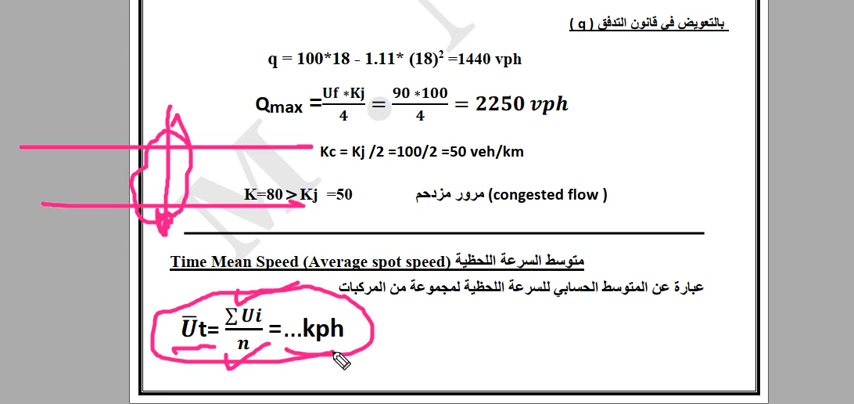 بالتعويض في قانون التدفق ( q )
q = 100*18 - 1.11* (18)² =1440 vph
Qmax = Uf *Kj / 4 = 90 *100 / 4 = 2250 vph
Kc = Kj /2 =100/2 =50 veh/km
K=80 > Kj =50 مرور مزدحم (congested flow )
Time Mean Speed (Average spot speed) متوسط السرعة اللحظية
عبارة عن المتوسط الحسابي للسرعة اللحظية لمجموعة من المركبات
Ūt= ∑ Ui / n =...kph